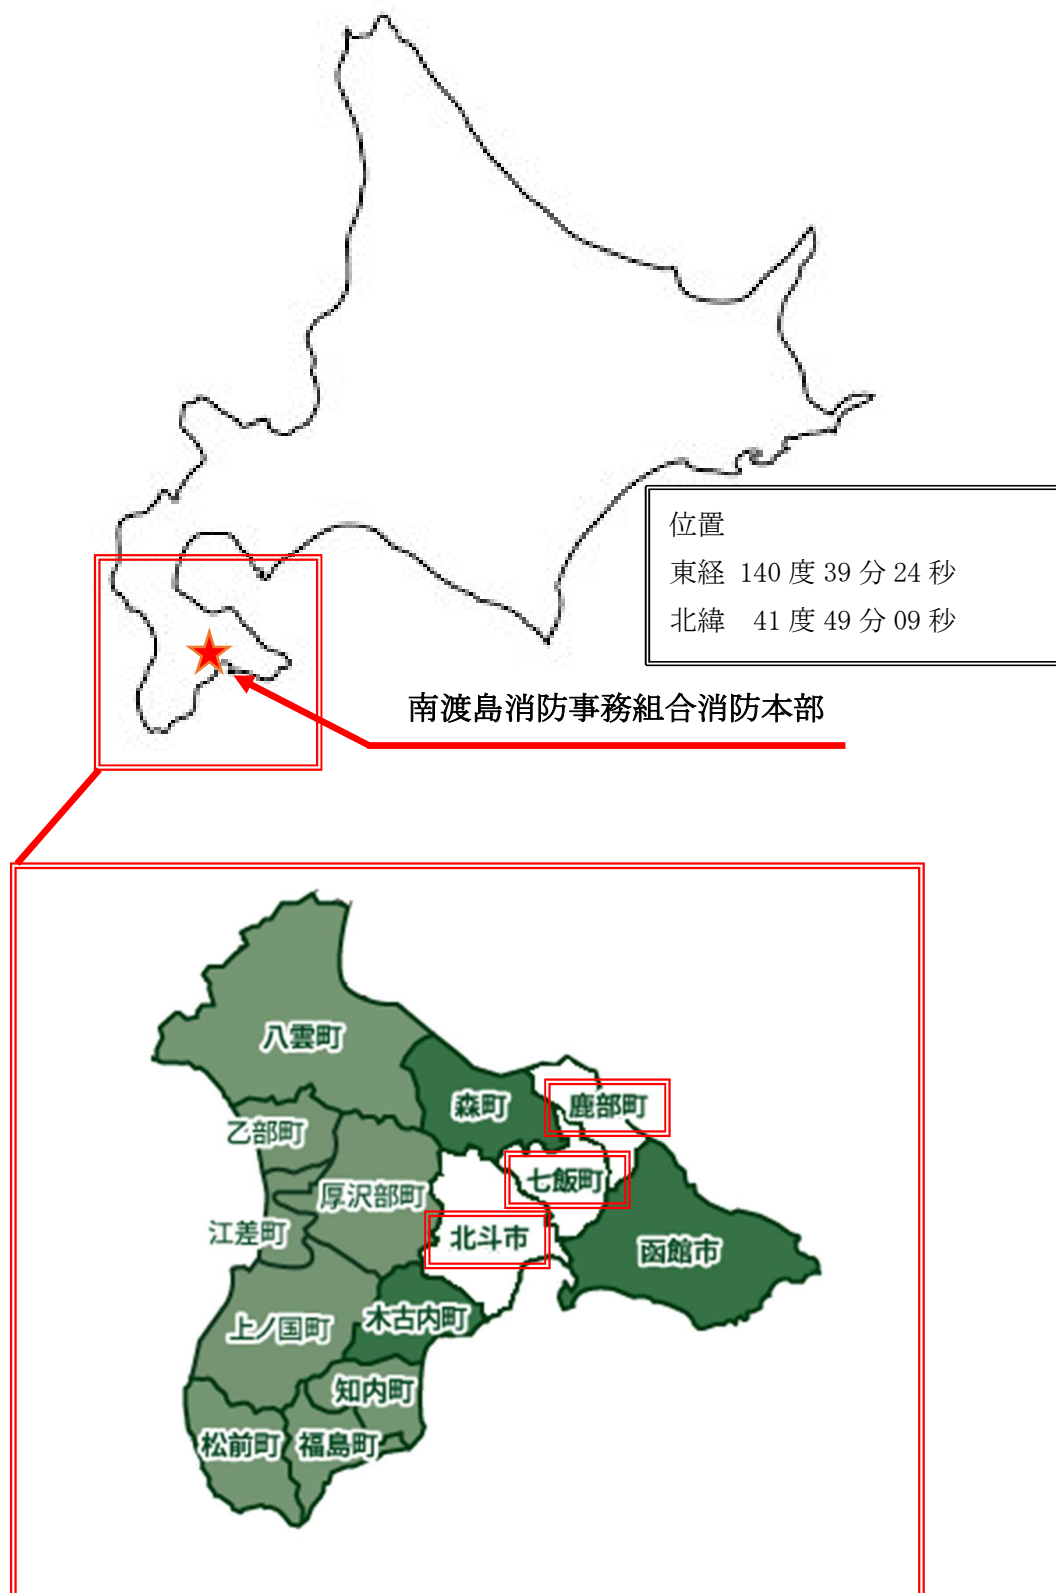 位置
東経 140 度 39 分 24 秒
北緯 41 度 49 分 09 秒
南渡島消防事務組合消防本部
八雲町
森町
鹿部町
乙部町
七飯町
厚沢部町
江差町
北斗市
函館市
上ノ国町
木古内町
知内町
松前町
福島町